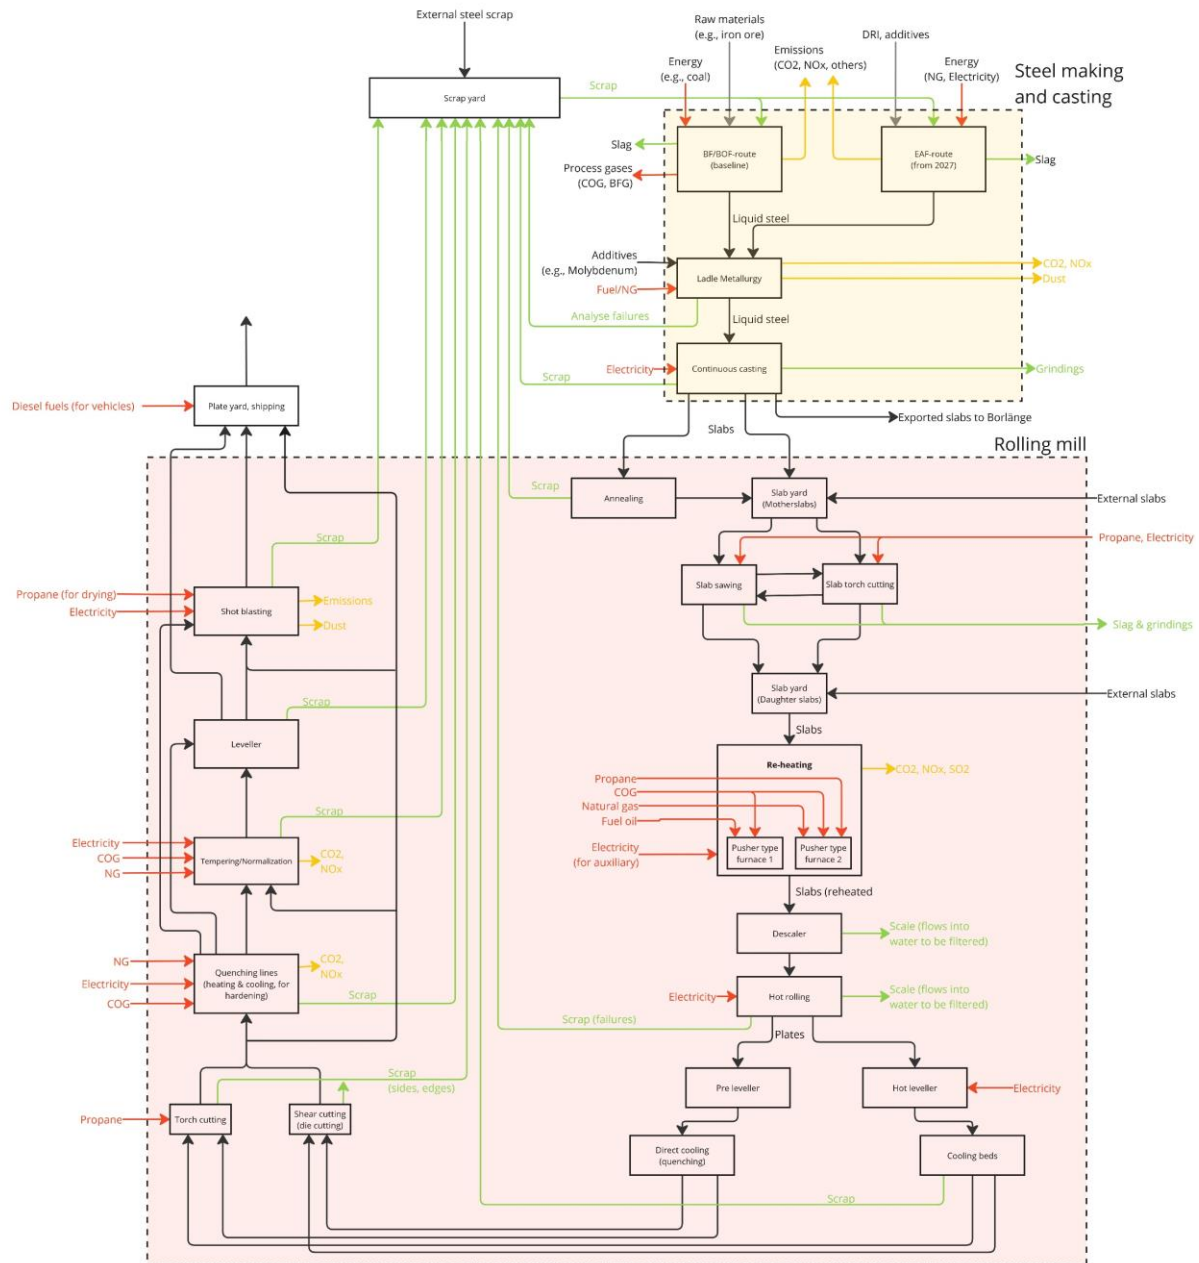 External steel scrap
Raw materials
(e.g., iron ore)
DRI, additives
Emissions
(CO2, NOx, others)
Energy
(e.g., coal)
Energy
(NG, Electricity)
Steel making
and casting
Scrap yard
Scrap
Slag
BF/BOF-route
(baseline)
EAF-route
(from 2027)
Slag
Process gases
(COG, BFG)
Liquid steel
Additives
(e.g., Molybdenum)
Ladle Metallurgy
CO2, NOx
Dust
Fuel/NG
Analyse failures
Liquid steel
Electricity
Continuous casting
Grindings
Scrap
Diesel fuels (for vehicles)
Plate yard, shipping
Exported slabs to Borlänge
Slabs
Rolling mill
Scrap
Annealing
Slab yard
(Motherslabs)
External slabs
Scrap
Propane, Electricity
Slab sawing
Slab torch cutting
Propane (for drying)
Electricity
Shot blasting
Emissions
Dust
Slag & grindings
Slab yard
(Daughter slabs)
External slabs
Scrap
Slabs
Leveller
Re-heating
CO2, NOx, SO2
Propane
COG
Natural gas
Fuel oil
Scrap
Electricity
COG
NG
Tempering/Normalization
CO2,
NOx
Electricity
(for auxiliary)
Pusher type
furnace 1
Pusher type
furnace 2
Slabs (reheated
Descaler
Scale (flows into
water to be filtered)
NG
Electricity
COG
Quenching lines
(heating & cooling, for
hardening)
CO2,
NOx
Scrap
Electricity
Hot rolling
Scale (flows into
water to be filtered)
Scrap (failures)
Plates
Scrap
(sides, edges)
Pre leveller
Hot leveller
Electricity
Propane
Torch cutting
Shear cutting
(die cutting)
Direct cooling
(quenching)
Cooling beds
Scrap